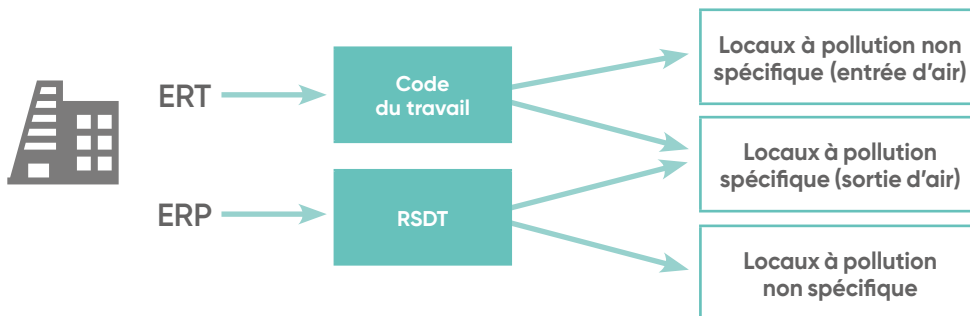 ERT
Code
du travail
Locaux à pollution non
spécifique (entrée d'air)
Locaux à pollution
spécifique (sortie d'air)
ERP
RSDT
Locaux à pollution
non spécifique